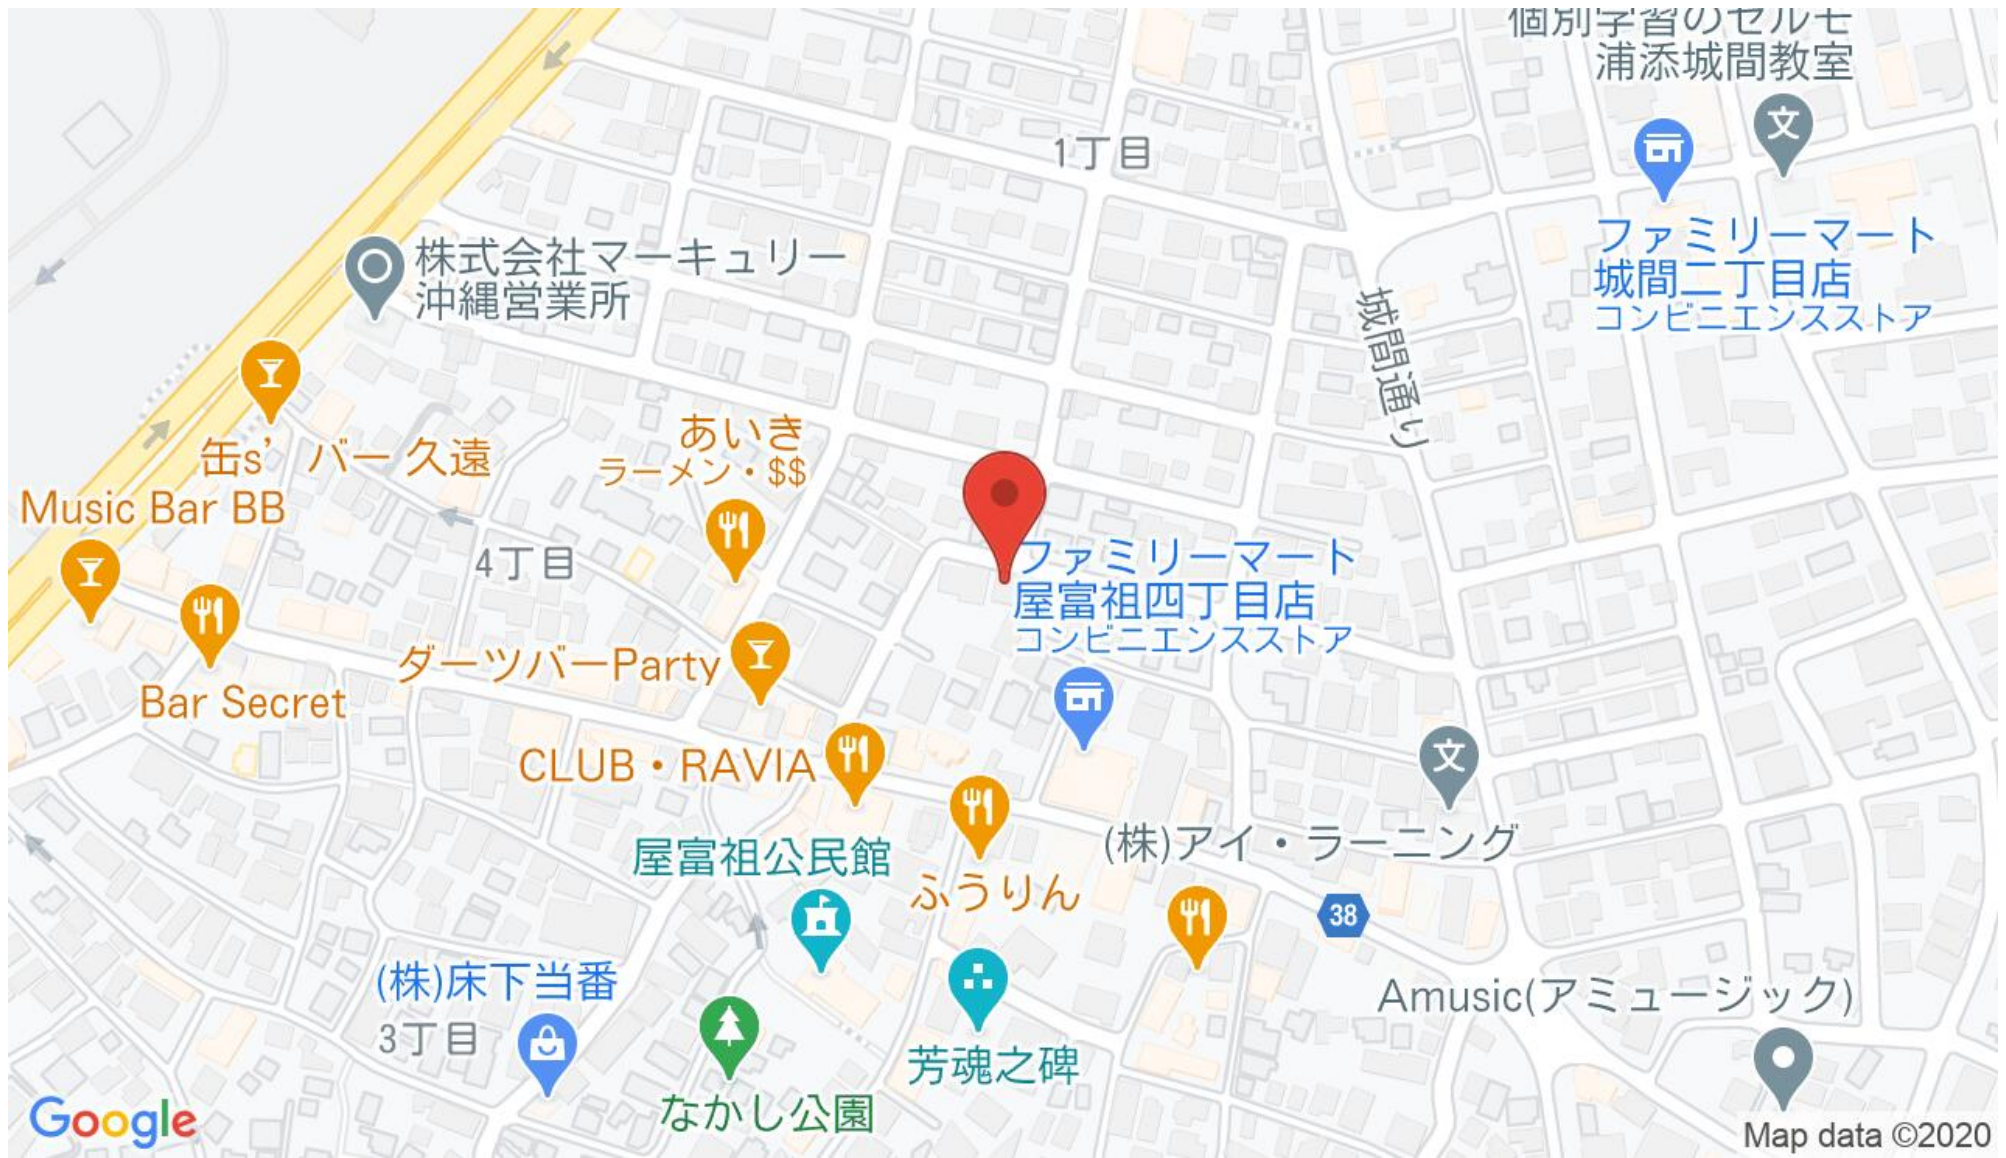 個別学習のセルモ
浦添城間教室
1丁目
ファミリーマート
城間二丁目店
コンビニエンスストア
株式会社マーキュリー
沖縄営業所
城間通り
缶s’バー 久遠
あいき
ラーメン・$$
Music Bar BB
4丁目
ファミリーマート
屋富祖四丁目店
コンビニエンスストア
ダーツバーParty
Bar Secret
CLUB・RAVIA
屋富祖公民館
ふうりん
(株)アイ・ラーニング
38
(株)床下当番
3丁目
Amusic(アミュージック)
芳魂之碑
なかし公園
文
文
Google
Map data ©2020